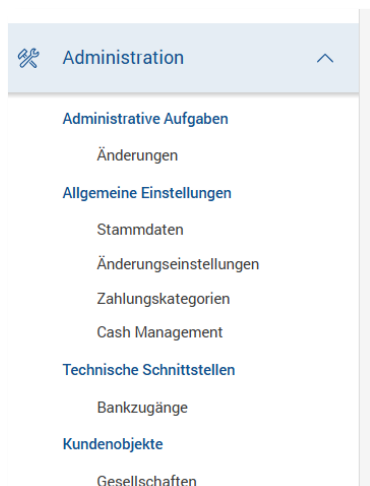 Administration
Administrative Aufgaben
Änderungen
Allgemeine Einstellungen
Stammdaten
Änderungseinstellungen
Zahlungskategorien
Cash Management
Technische Schnittstellen
Bankzugänge
Kundenobjekte
Gesellschaften